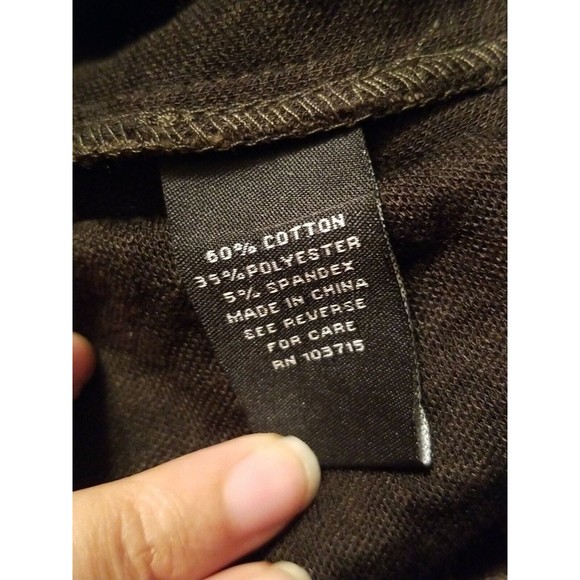 60% COTTON
35% POLYESTER
5% SPANDEX
MADE IN CHINA
SEE REVERSE
FOR CARE
RN 103715